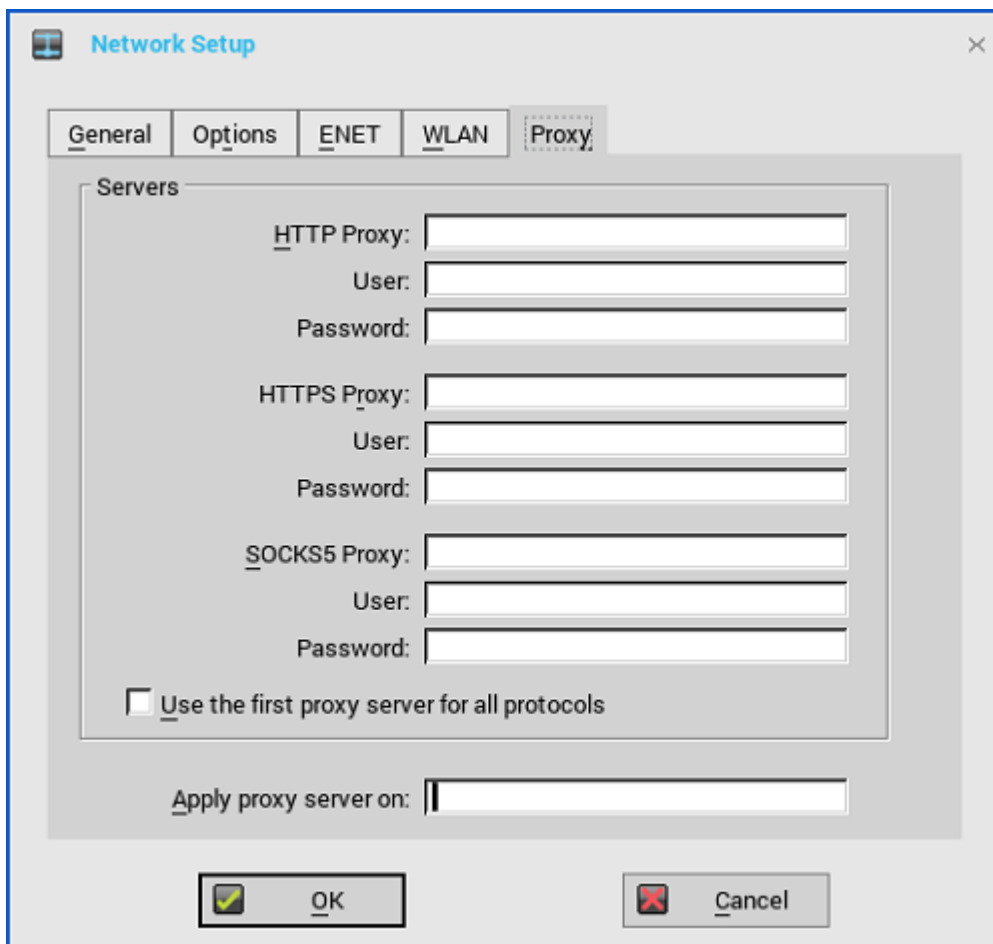 Network Setup
General Options ENET WLAN Proxy
Servers
HTTP Proxy:
User:
Password:
HTTPS Proxy:
User:
Password:
SOCKS5 Proxy:
User:
Password:
Use the first proxy server for all protocols
Apply proxy server on:
OK Cancel